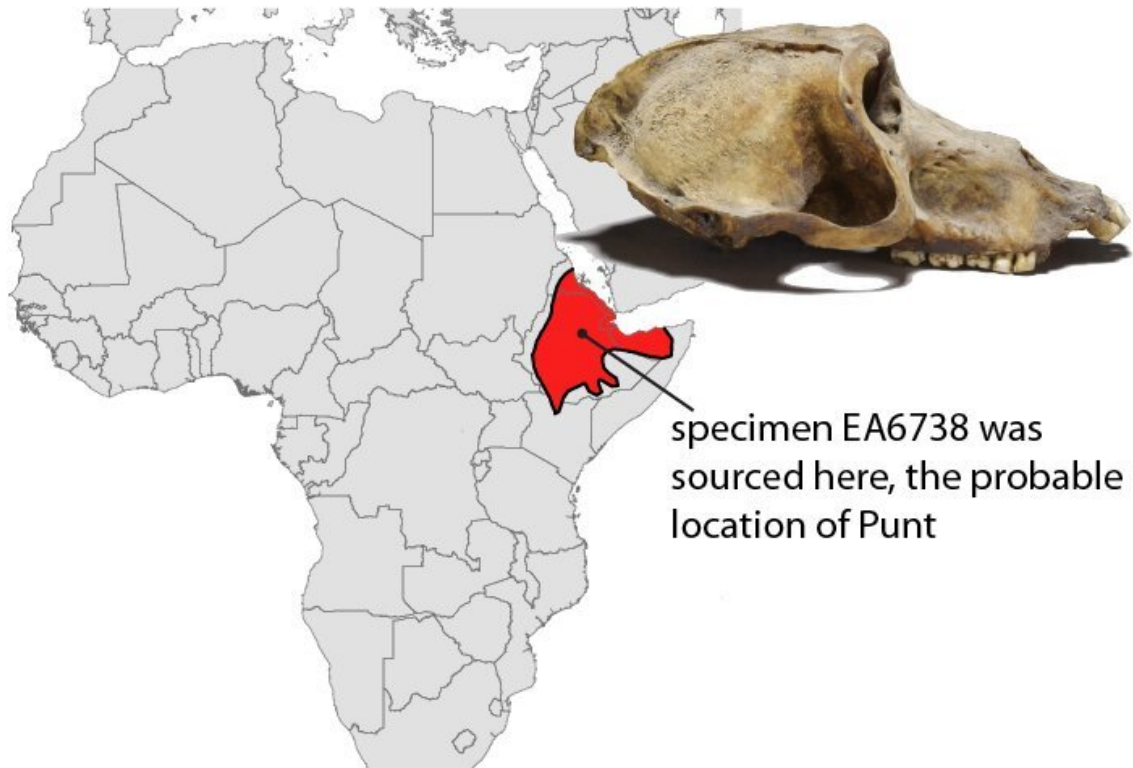 specimen EA6738 was
sourced here, the probable
location of Punt